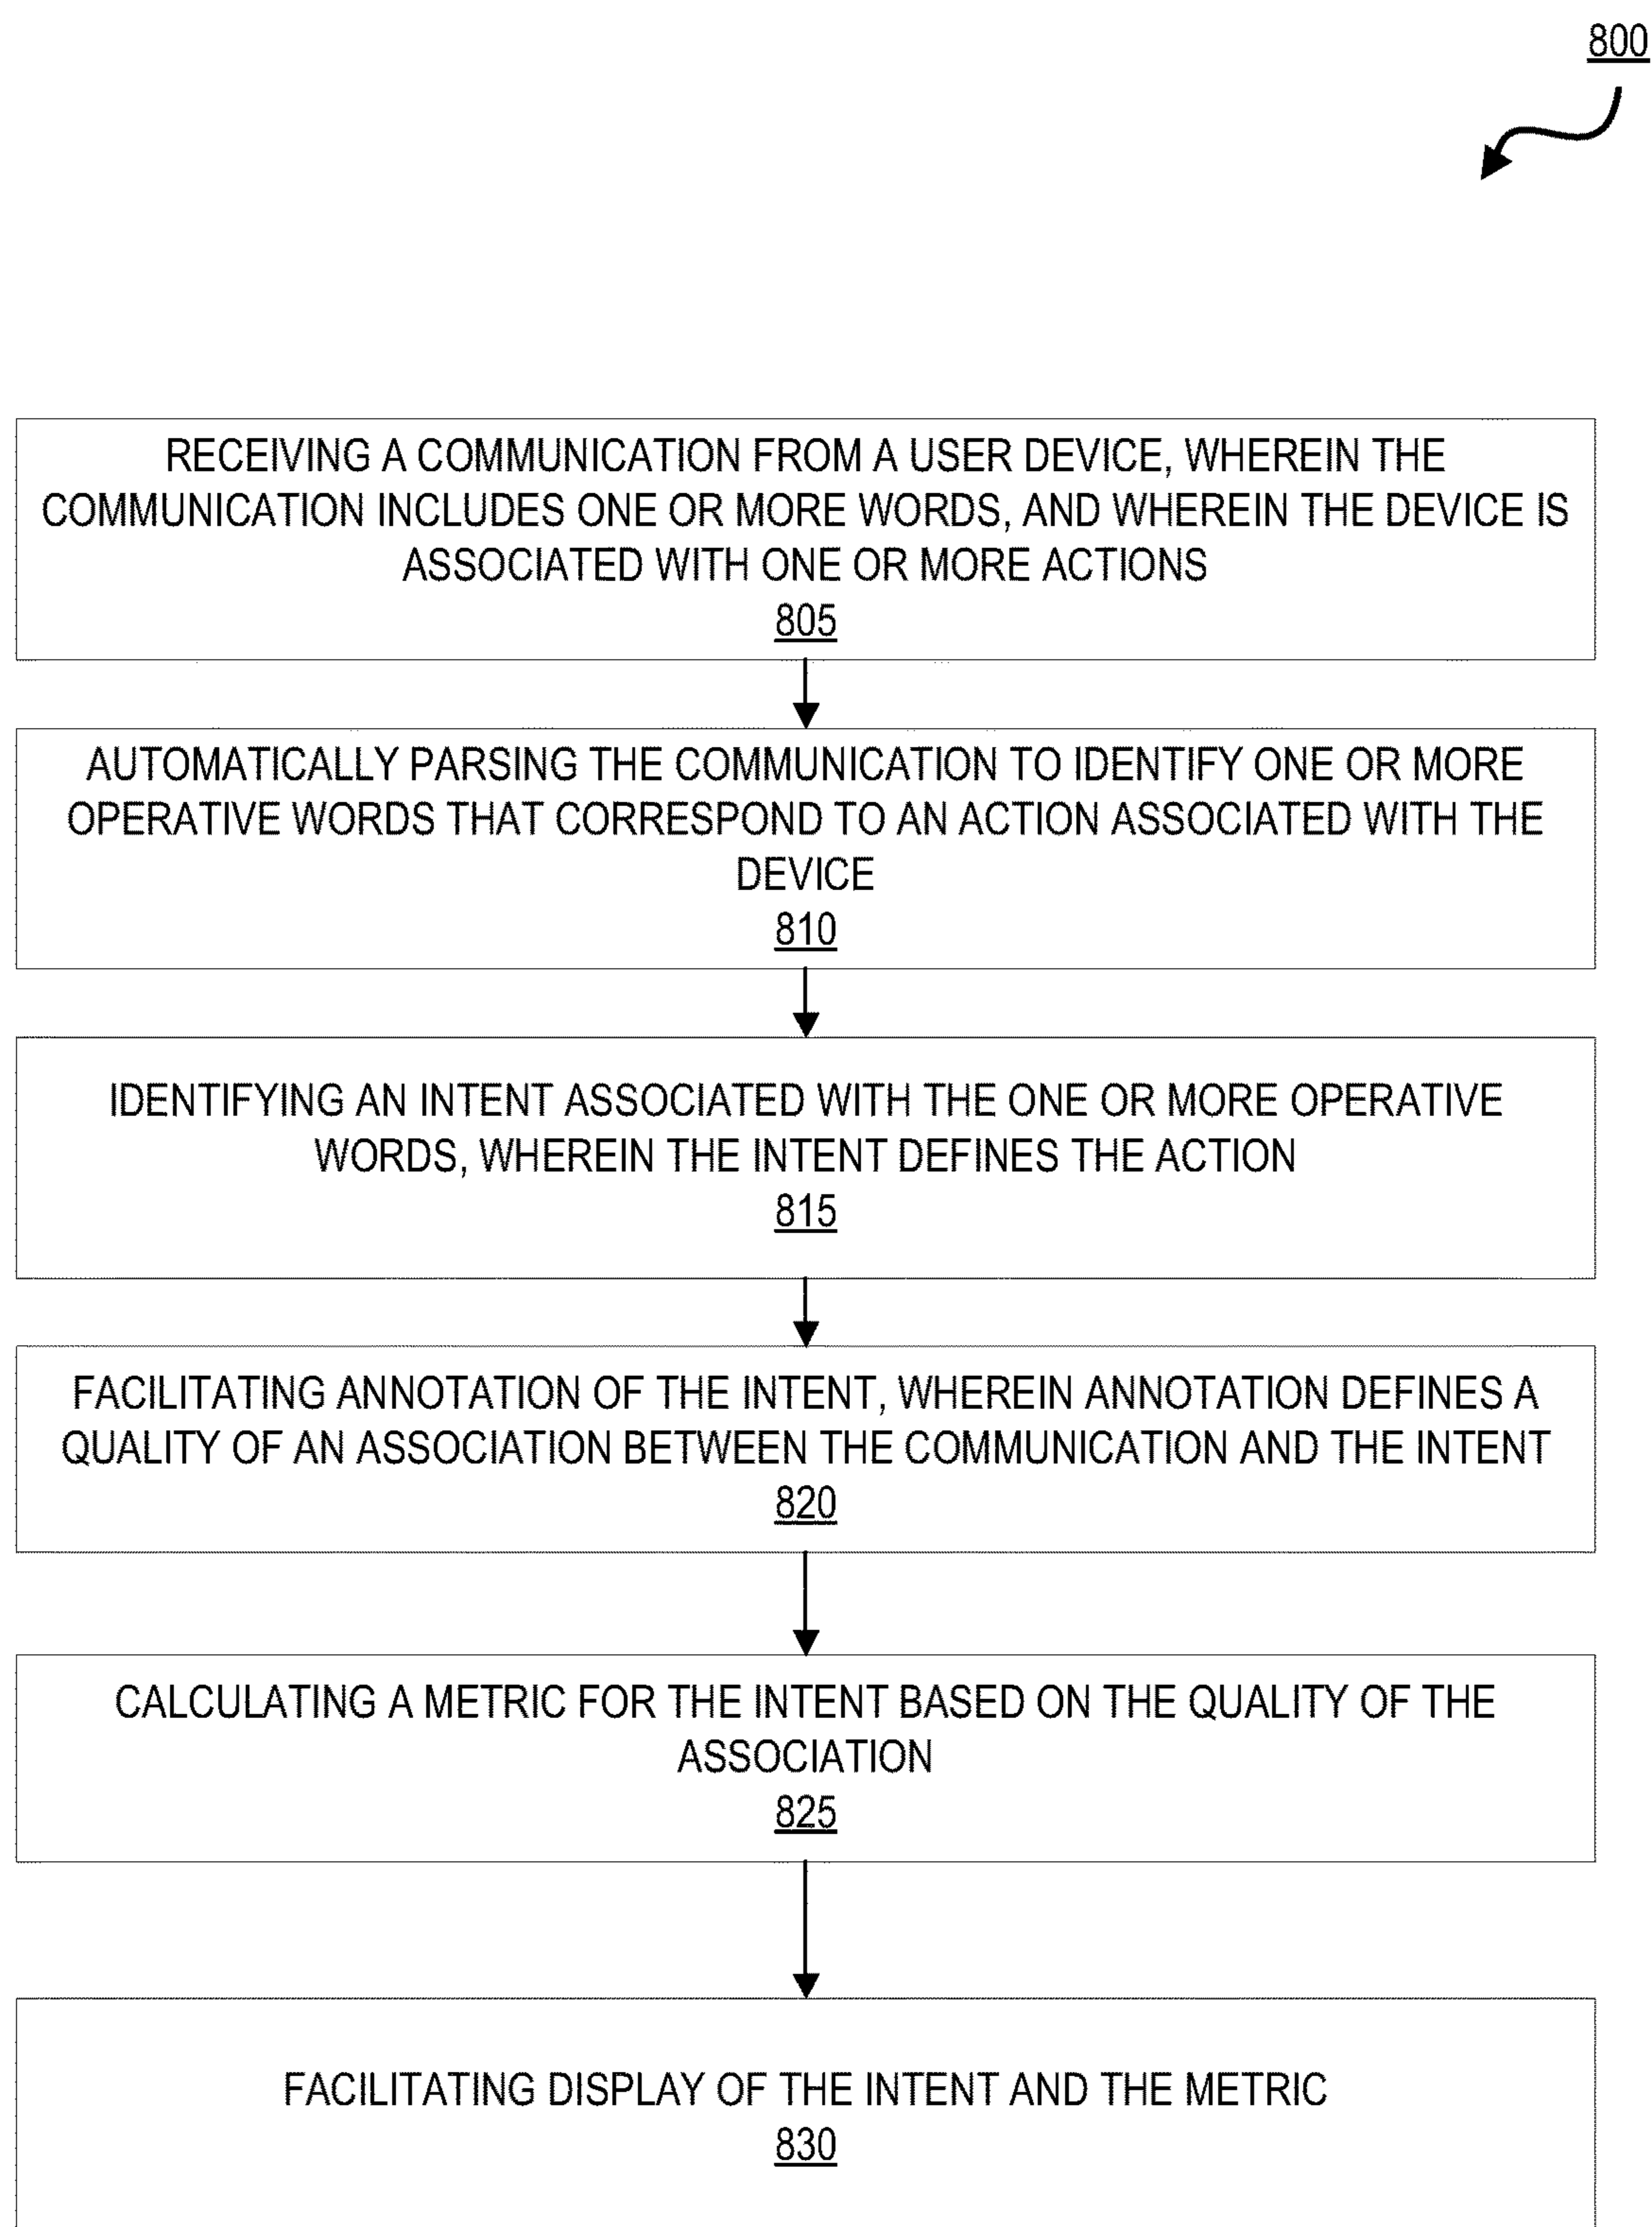 800
RECEIVING A COMMUNICATION FROM A USER DEVICE, WHEREIN THE
COMMUNICATION INCLUDES ONE OR MORE WORDS, AND WHEREIN THE DEVICE IS
ASSOCIATED WITH ONE OR MORE ACTIONS
805
AUTOMATICALLY PARSING THE COMMUNICATION TO IDENTIFY ONE OR MORE
OPERATIVE WORDS THAT CORRESPOND TO AN ACTION ASSOCIATED WITH THE
DEVICE
810
IDENTIFYING AN INTENT ASSOCIATED WITH THE ONE OR MORE OPERATIVE
WORDS, WHEREIN THE INTENT DEFINES THE ACTION
815
FACILITATING ANNOTATION OF THE INTENT, WHEREIN ANNOTATION DEFINES A
QUALITY OF AN ASSOCIATION BETWEEN THE COMMUNICATION AND THE INTENT
820
CALCULATING A METRIC FOR THE INTENT BASED ON THE QUALITY OF THE
ASSOCIATION
825
FACILITATING DISPLAY OF THE INTENT AND THE METRIC
830